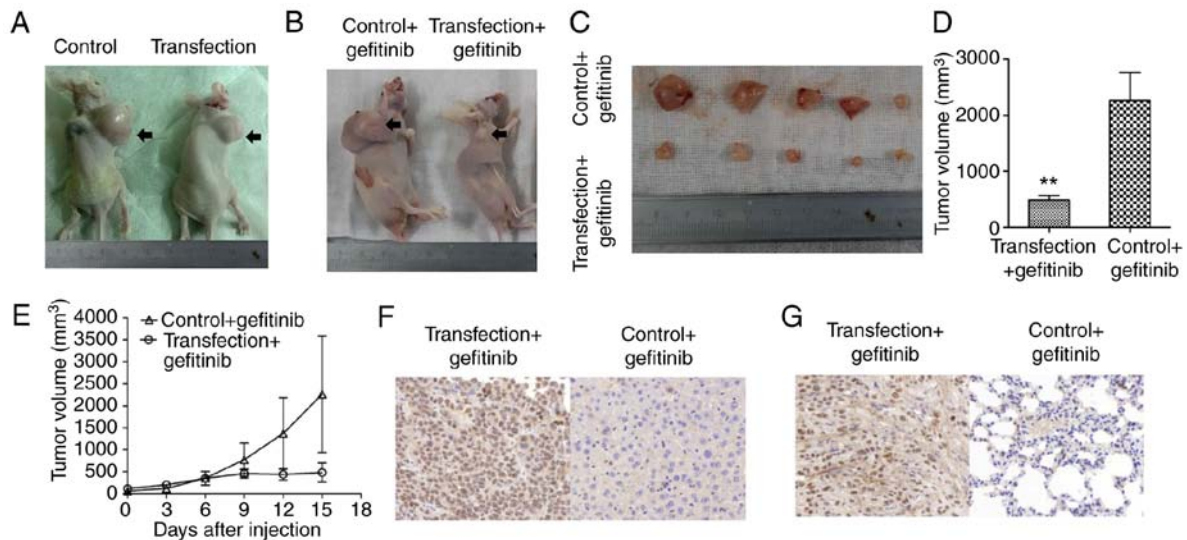 A
Control Transfection
B
Control+
gefitinib
Transfection+
gefitinib
C
Control+
gefitinib
Transfection+
gefitinib
D
Tumor volume (mm3)
3000
2000
1000
0
**
Transfection
+gefitinib
Control+
gefitinib
E
Tumor volume (mm3)
4000
3500
3000
2500
2000
1500
1000
500
0
Control+gefitinib
Transfection+
gefitinib
0 3 6 9 12 15 18
Days after injection
F
Transfection+
gefitinib
Control+
gefitinib
G
Transfection+
gefitinib
Control+
gefitinib